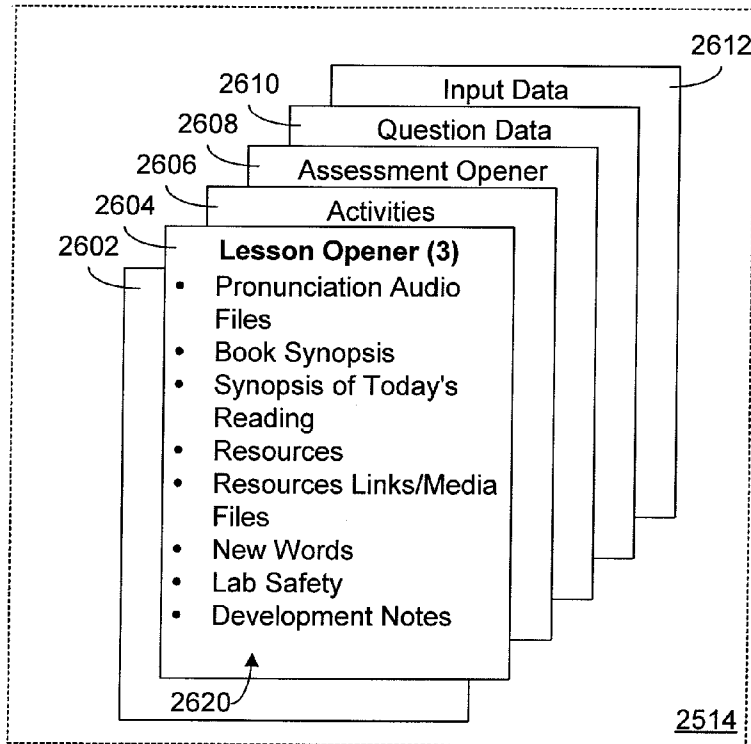 2612
Input Data
2610
Question Data
2608
Assessment Opener
2606
Activities
2604
Lesson Opener (3)
2602
• Pronunciation Audio
Files
• Book Synopsis
• Synopsis of Today's
Reading
• Resources
• Resources Links/Media
Files
• New Words
• Lab Safety
• Development Notes
2620
2514